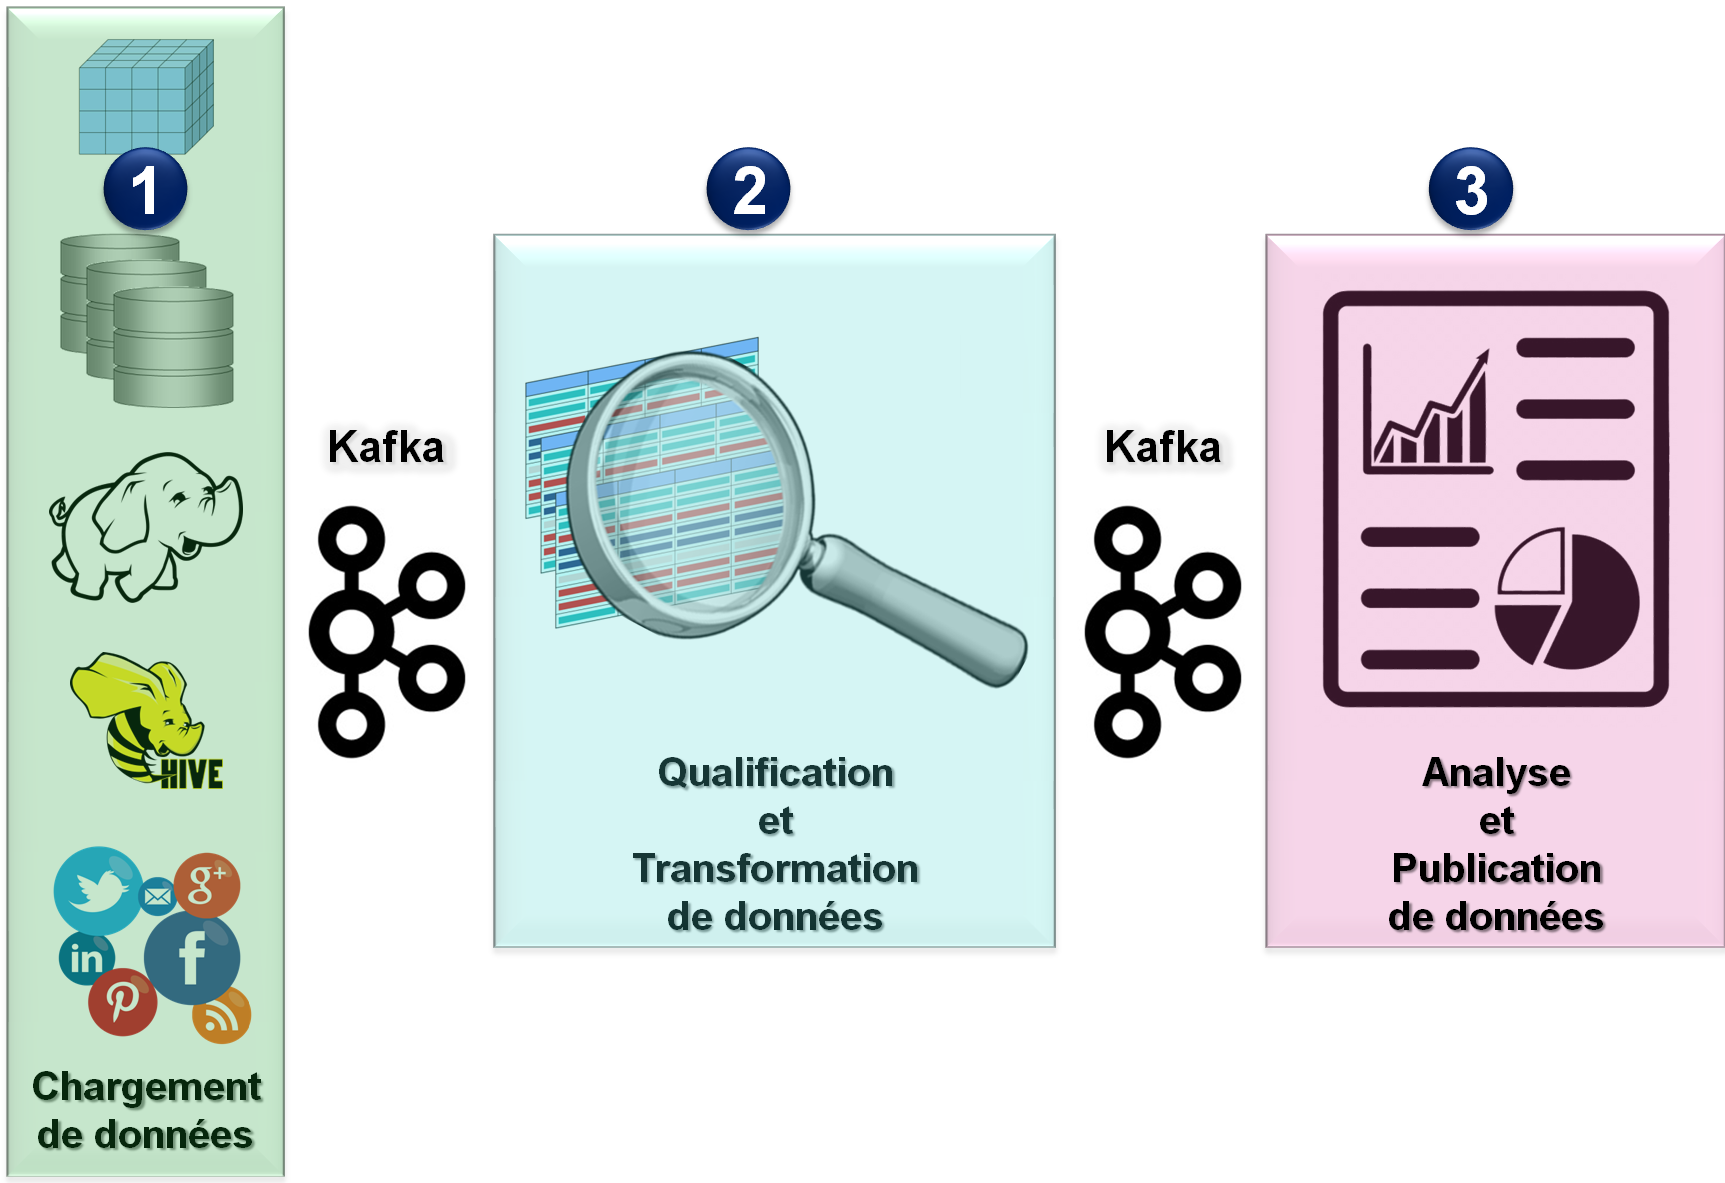 1
Chargement
de données
Kafka
2
Qualification
et
Transformation
de données
Kafka
3
Analyse
et
Publication
de données
HIVE
g+
in
f